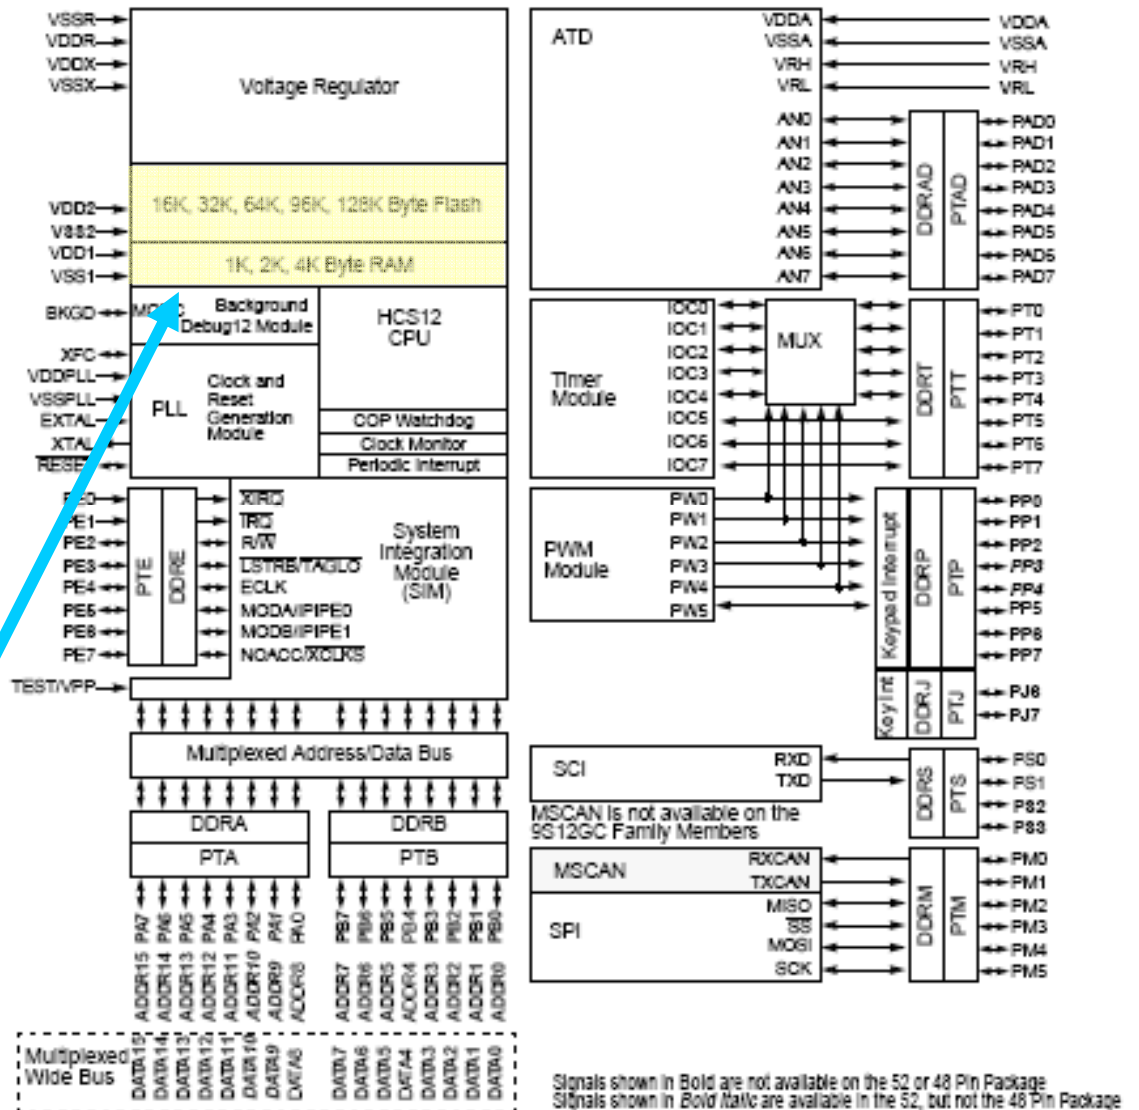 VSSR
VDDR
VDDX
VSSX
Voltage Regulator
VDD2
VSS2
VDD1
VSS1
16K, 32K, 64K, 96K, 128K Byte Flash
1K, 2K, 4K Byte RAM
BKGD
Background
Debug12 Module
HCS12
CPU
XFC
VDDPLL
VSSPLL
EXTAL
XTAL
PLL
Clock and
Reset
Generation
Module
COP Watchdog
Clock Monitor
Periodic Interrupt
PE0
PE1
PE2
PE3
PE4
PE5
PE6
PE7
PTE
DDRE
XIRQ
IRQ
R/W
LSTRB/TAGLO
ECLK
MODA/IPIPE0
MODB/IPIPE1
NOACC/XCLKS
System
Integration
Module
(SIM)
TEST/VPP
Multiplexed Address/Data Bus
DDRA
DDRB
PTA
PTB
PA7
PA6
PA5
PA4
PA3
PA2
PA1
PA0
PB7
PB6
PB5
PB4
PB3
PB2
PB1
PB0
ADDR15
ADDR14
ADDR13
ADDR12
ADDR11
ADDR10
ADDR9
ADDR8
ADDR7
ADDR6
ADDR5
ADDR4
ADDR3
ADDR2
ADDR1
ADDR0
Multiplexed
Wide Bus
DATA15
DATA14
DATA13
DATA12
DATA11
DATA10
DATA9
DATA8
DATA7
DATA6
DATA5
DATA4
DATA3
DATA2
DATA1
DATA0
ATD
VDDA
VSSA
VRH
VRL
VDDA
VSSA
VRH
VRL
AN0
AN1
AN2
AN3
AN4
AN5
AN6
AN7
DDRAD
PTAD
PAD0
PAD1
PAD2
PAD3
PAD4
PAD5
PAD6
PAD7
Timer
Module
IOC0
IOC1
IOC2
IOC3
IOC4
IOC5
IOC6
IOC7
MUX
DDRT
PTT
PT0
PT1
PT2
PT3
PT4
PT5
PT6
PT7
PWM
Module
PW0
PW1
PW2
PW3
PW4
PW5
Keypad Interrupt
DDRP
PTP
PP0
PP1
PP2
PP3
PP4
PP5
PP6
PP7
Key Int
DDRJ
PTJ
PJ6
PJ7
SCI
RXD
TXD
DDRS
PTS
PS0
PS1
PS2
PS3
MSCAN is not available on the
9S12GC Family Members
MSCAN
RXCAN
TXCAN
SPI
MISO
SS
MOSI
SCK
DDRM
PTM
PM0
PM1
PM2
PM3
PM4
PM5
Signals shown in Bold are not available on the 52 or 48 Pin Package
Signals shown in Bold Italic are available in the 52, but not the 48 Pin Package